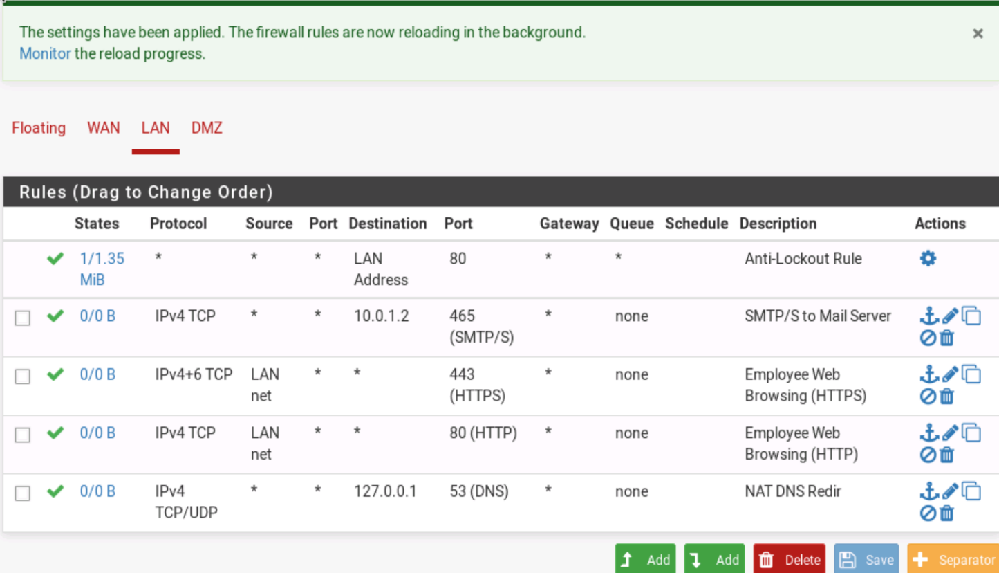 The settings have been applied. The firewall rules are now reloading in the background.
Monitor the reload progress.
Floating WAN LAN DMZ
Rules (Drag to Change Order)
States Protocol Source Port Destination Port Gateway Queue Schedule Description Actions
1/1.35 * * * LAN 80 * * Anti-Lockout Rule
MiB Address
0/0 B IPv4 TCP * * 10.0.1.2 465 * none SMTP/S to Mail Server
(SMTP/S)
0/0 B IPv4+6 TCP LAN * * 443 * none Employee Web
net (HTTPS) Browsing (HTTPS)
0/0 B IPv4 TCP LAN * * 80 (HTTP) * none Employee Web
net Browsing (HTTP)
0/0 B IPv4 * * 127.0.0.1 53 (DNS) * none NAT DNS Redir
TCP/UDP
Add Add Delete Save Separator